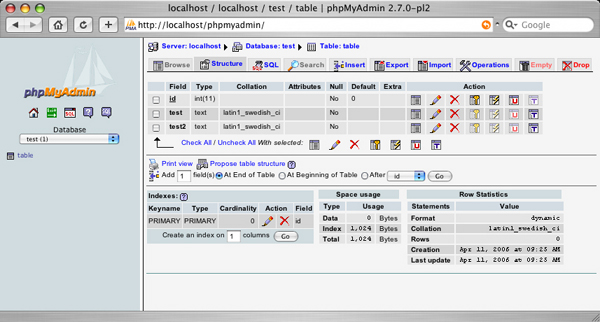 localhost / localhost / test / table | phpMyAdmin 2.7.0-pl2
http://localhost/phpmyadmin/
Google
phpMyAdmin
Database
test (1)
table
Server: localhost Database: test Table: table
Browse Structure SQL Search Insert Export Import Operations Empty Drop
Field Type Collation Attributes Null Default Extra Action
id int(11) No 0
test text latin1_swedish_ci No
test2 text latin1_swedish_ci No
Check All / Uncheck All With selected:
Print view Propose table structure
Add 1 field(s) At End of Table At Beginning of Table After id Go
Indexes:
Keyname Type Cardinality Action Field
PRIMARY PRIMARY 0 id
Create an index on 1 columns Go
Space usage
Type Usage
Data 0 Bytes
Index 1,024 Bytes
Total 1,024 Bytes
Row Statistics
Statements Value
Format dynamic
Collation latin1_swedish_ci
Rows 0
Creation Apr 11, 2006 at 09:25 AM
Last update Apr 11, 2006 at 09:25 AM